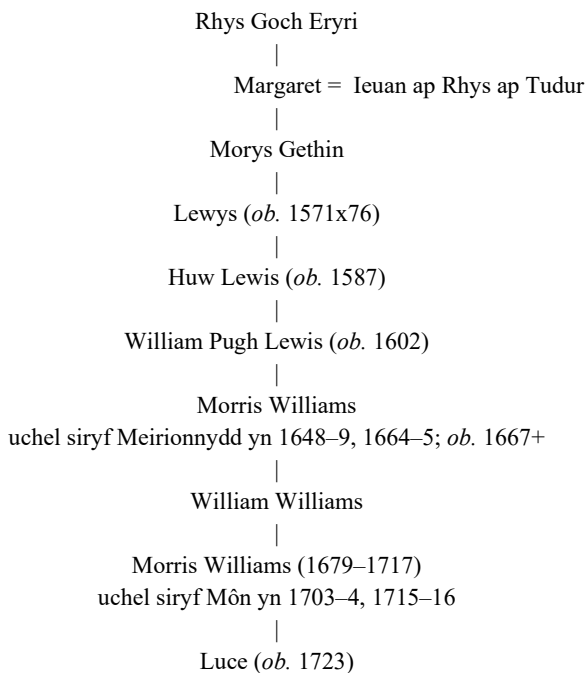 Rhys Goch Eryri
|
Margaret = Ieuan ap Rhys ap Tudur
|
Morys Gethin
|
Lewys (ob. 1571x76)
|
Huw Lewis (ob. 1587)
|
William Pugh Lewis (ob. 1602)
|
Morris Williams
uchel siryf Meirionnydd yn 1648–9, 1664–5; ob. 1667+
|
William Williams
|
Morris Williams (1679–1717)
uchel siryf Môn yn 1703–4, 1715–16
|
Luce (ob. 1723)